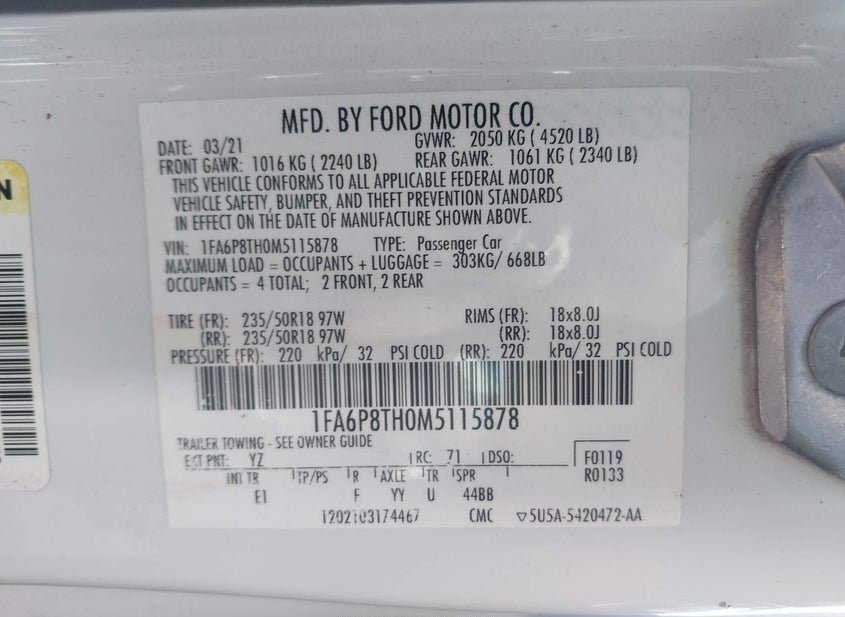 MFD. BY FORD MOTOR CO.
DATE: 03/21 GVWR: 2050 KG ( 4520 LB)
FRONT GAWR: 1016 KG ( 2240 LB) REAR GAWR: 1061 KG ( 2340 LB)
THIS VEHICLE CONFORMS TO ALL APPLICABLE FEDERAL MOTOR
VEHICLE SAFETY, BUMPER, AND THEFT PREVENTION STANDARDS
IN EFFECT ON THE DATE OF MANUFACTURE SHOWN ABOVE.
VIN: 1FA6P8TH0M5115878 TYPE: Passenger Car
MAXIMUM LOAD = OCCUPANTS + LUGGAGE = 303KG/ 668LB
OCCUPANTS = 4 TOTAL; 2 FRONT, 2 REAR
TIRE (FR): 235/50R18 97W RIMS (FR): 18x8.0J
(RR): 235/50R18 97W (RR): 18x8.0J
PRESSURE (FR): 220 kPa/ 32 PSI COLD (RR): 220 kPa/ 32 PSI COLD
1FA6P8TH0M5115878
TRAILER TOWING - SEE OWNER GUIDE
EXT PNT: YZ RC: 71 DSO: F0119
INT TR TP/PS R AXLE TR SPR R0133
E1 F YY U 44BB
1202103174467 CMC ▽5U5A-5420472-AA
N